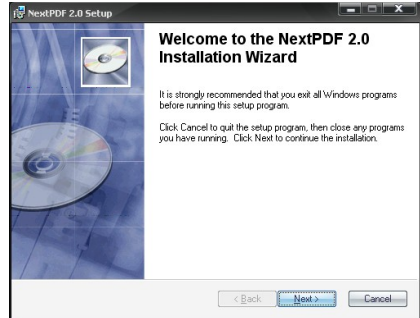 NextPDF 2.0 Setup
Welcome to the NextPDF 2.0
Installation Wizard
It is strongly recommended that you exit all Windows programs
before running this setup program.
Click Cancel to quit the setup program, then close any programs
you have running. Click Next to continue the installation.
< Back Next > Cancel